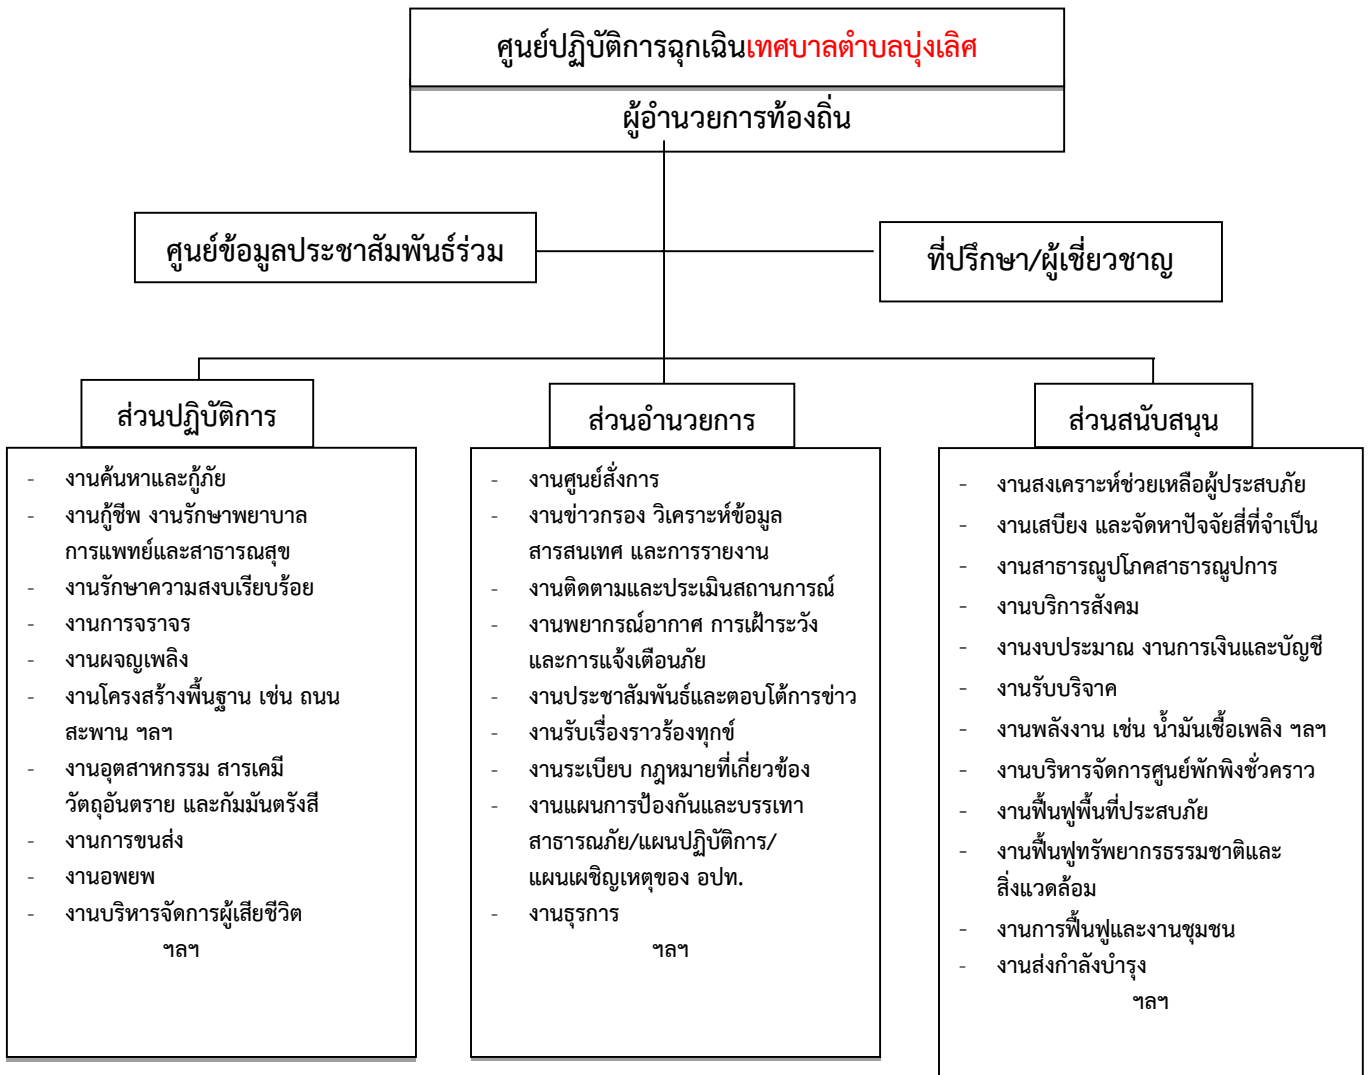 ศูนย์ปฏิบัติการฉุกเฉินเทศบาลตำบลบุ่งเลิศ
ผู้อำนวยการท้องถิ่น
ศูนย์ข้อมูลประชาสัมพันธ์ร่วม
ที่ปรึกษา/ผู้เชี่ยวชาญ
ส่วนปฏิบัติการ
- งานค้นหาและกู้ภัย
- งานกู้ชีพ งานรักษาพยาบาล
การแพทย์และสาธารณสุข
- งานรักษาความสงบเรียบร้อย
- งานการจราจร
- งานผจญเพลิง
- งานโครงสร้างพื้นฐาน เช่น ถนน
สะพาน ฯลฯ
- งานอุตสาหกรรม สารเคมี
วัตถุอันตราย และกัมมันตรังสี
- งานการขนส่ง
- งานอพยพ
- งานบริหารจัดการผู้เสียชีวิต
ฯลฯ
ส่วนอำนวยการ
- งานศูนย์สั่งการ
- งานข่าวกรอง วิเคราะห์ข้อมูล
สารสนเทศ และการรายงาน
- งานติดตามและประเมินสถานการณ์
- งานพยากรณ์อากาศ การเฝ้าระวัง
และการแจ้งเตือนภัย
- งานประชาสัมพันธ์และตอบโต้การข่าว
- งานรับเรื่องราวร้องทุกข์
- งานระเบียบ กฎหมายที่เกี่ยวข้อง
- งานแผนการป้องกันและบรรเทา
สาธารณภัย/แผนปฏิบัติการ/
แผนเผชิญเหตุของ อปท.
- งานธุรการ
ฯลฯ
ส่วนสนับสนุน
- งานสงเคราะห์ช่วยเหลือผู้ประสบภัย
- งานเสบียง และจัดหาปัจจัยสี่ที่จำเป็น
- งานสาธารณูปโภคสาธารณูปการ
- งานบริการสังคม
- งานงบประมาณ งานการเงินและบัญชี
- งานรับบริจาค
- งานพลังงาน เช่น น้ำมันเชื้อเพลิง ฯลฯ
- งานบริหารจัดการศูนย์พักพิงชั่วคราว
- งานฟื้นฟูพื้นที่ประสบภัย
- งานฟื้นฟูทรัพยากรธรรมชาติและ
สิ่งแวดล้อม
- งานการฟื้นฟูและงานชุมชน
- งานส่งกำลังบำรุง
ฯลฯ